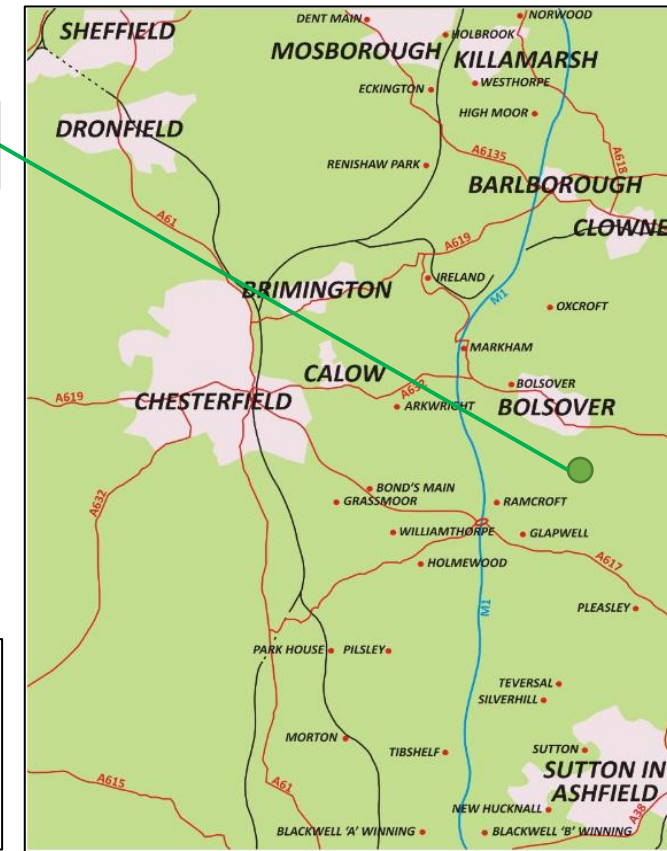 SHEFFIELD
DENT MAIN
NORWOOD
HOLBROOK
MOSBOROUGH
KILLAMARSH
ECKINGTON
WESTHORPE
HIGH MOOR
DRONFIELD
A6135
A618
RENISHAW PARK
BARLBOROUGH
A61
CLOWNE
A619
BRIMINGTON
IRELAND
M1
OXCROFT
MARKHAM
CALOW
A632
BOLSOVER
A619
CHESTERFIELD
ARKWRIGHT
BOLSOVER
A632
BOND'S MAIN
GRASSMOOR
RAMCROFT
WILLIAMTHORPE
GLAPWELL
HOLMEWOOD
A617
M1
PLEASLEY
PARK HOUSE
PILSLEY
TEVERSAL
SILVERHILL
MORTON
TIBSHELF
SUTTON
SUTTON IN
ASHFIELD
A615
A61
NEW HUCKNALL
A38
BLACKWELL 'A' WINNING
BLACKWELL 'B' WINNING